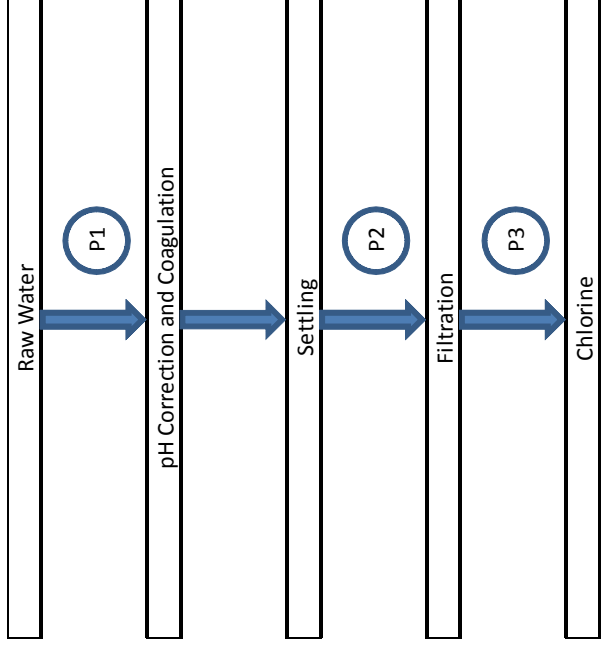 Raw Water
P1
pH Correction and Coagulation
Settling
P2
Filtration
P3
Chlorine